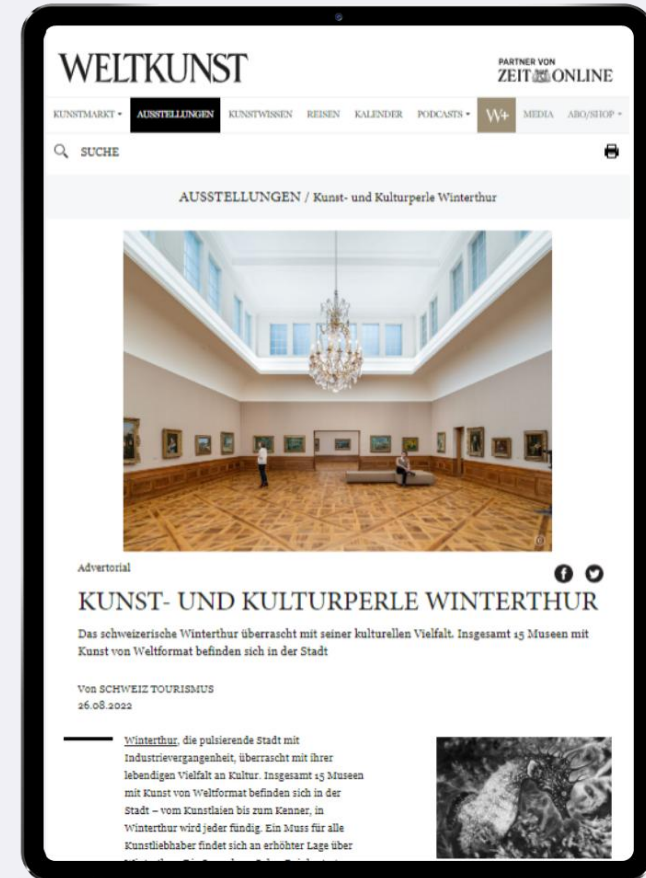 WELTKUNST
PARTNER VON
ZEIT ONLINE
KUNSTMARKT
AUSSTELLUNGEN
KUNSTWISSEN
REISEN
KALENDER
PODCASTS
W+
MEDIA
ABO/SHOP
SUCHE
AUSSTELLUNGEN / Kunst- und Kulturperle Winterthur
Advertorial
KUNST- UND KULTURPERLE WINTERTHUR
Das schweizerische Winterthur überrascht mit seiner kulturellen Vielfalt. Insgesamt 15 Museen mit
Kunst von Weltformat befinden sich in der Stadt
Von SCHWEIZ TOURISMUS
26.08.2022
Winterthur, die pulsierende Stadt mit
Industrievergangenheit, überrascht mit ihrer
lebendigen Vielfalt an Kultur. Insgesamt 15 Museen
mit Kunst von Weltformat befinden sich in der
Stadt – vom Kunstlaien bis zum Kenner, in
Winterthur wird jeder fündig. Ein Muss für alle
Kunstliebhaber findet sich an erhöhter Lage über